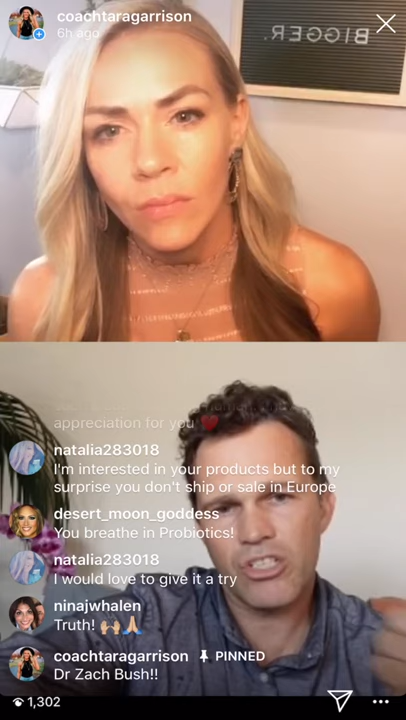 coachtaragarrison
6h ago
BIGGER.
appreciation for you ❤️
natalia283018
I'm interested in your products but to my
surprise you don't ship or sale in Europe
desert_moon_goddess
You breathe in Probiotics!
natalia283018
I would love to give it a try
ninajwhalen
Truth! 🙌🏼🙏🏼
coachtaragarrison PINNED
Dr Zach Bush!!
1,302